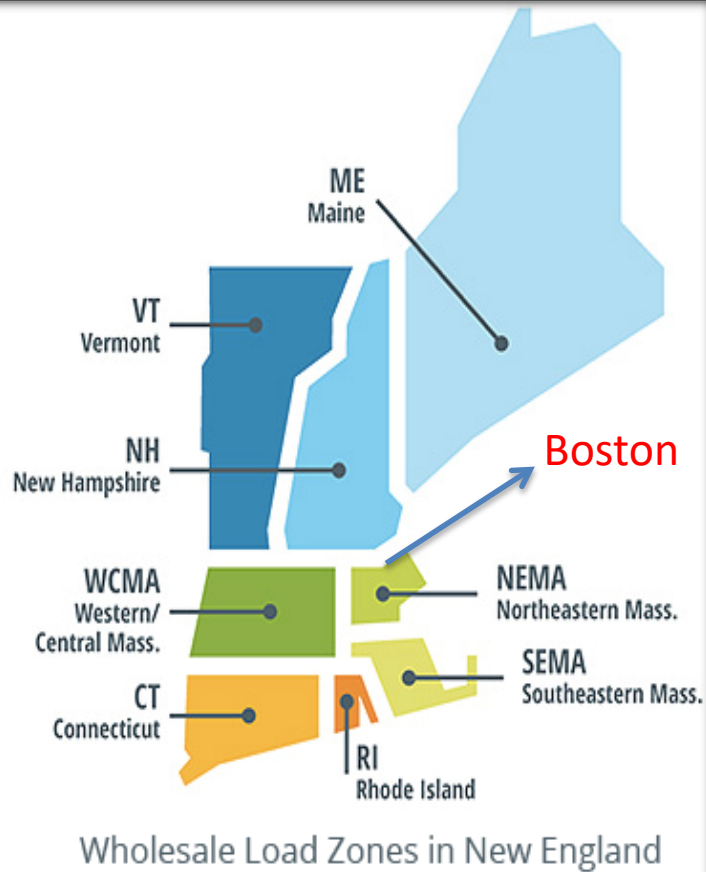 ME
Maine
VT
Vermont
NH
New Hampshire
Boston
WCMA
Western/
Central Mass.
NEMA
Northeastern Mass.
SEMA
Southeastern Mass.
CT
Connecticut
RI
Rhode Island
Wholesale Load Zones in New England